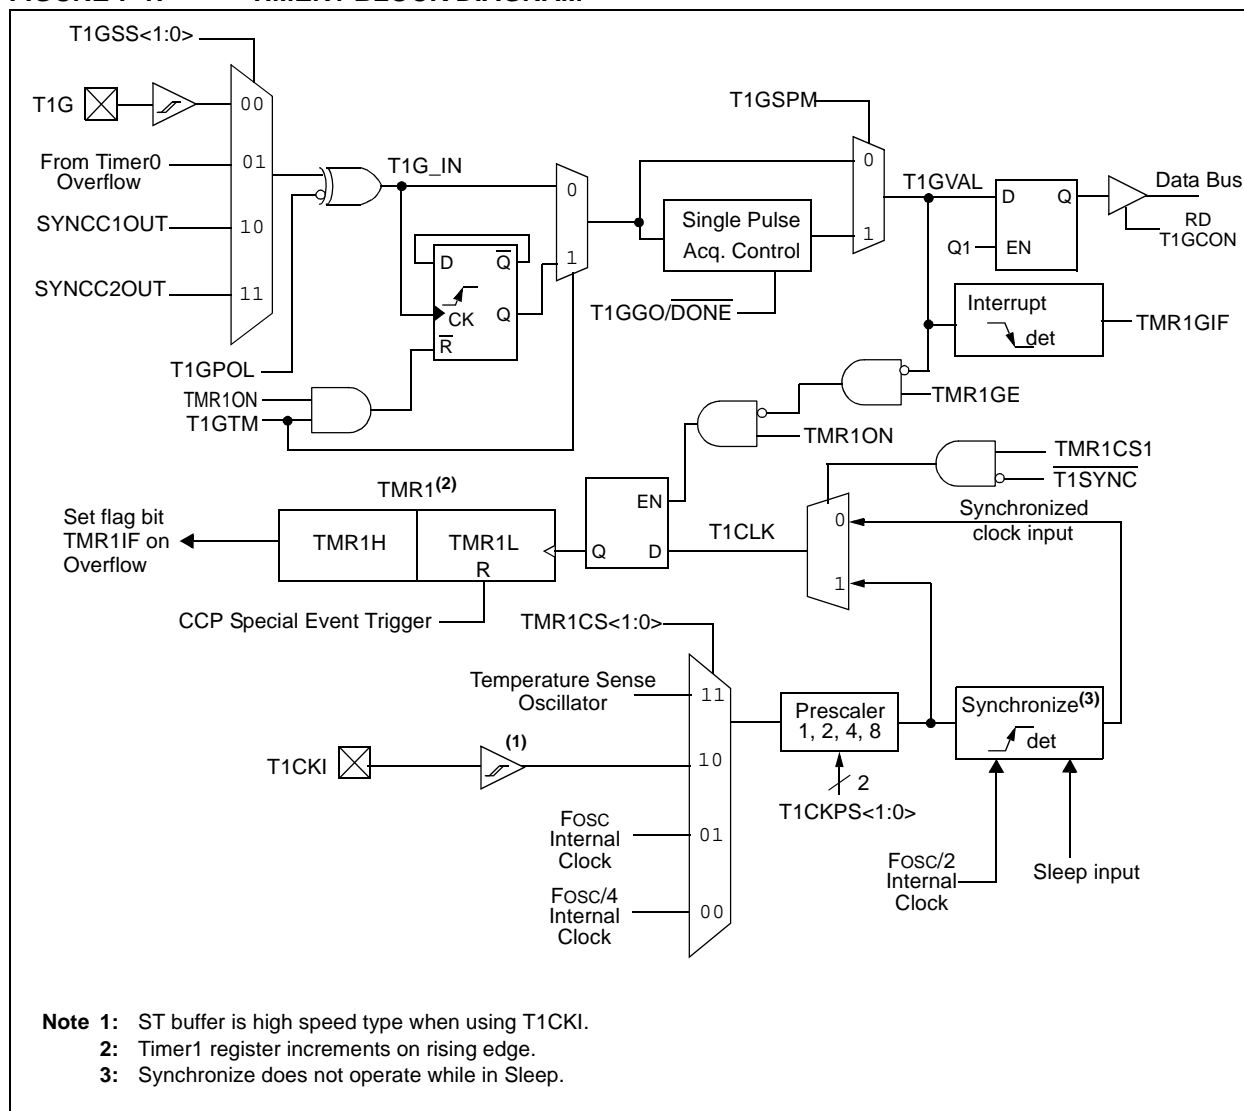 T1GSS<1:0>
T1G
00
From Timer0
Overflow
01
SYNCC1OUT
10
SYNCC2OUT
11
T1GPOL
TMR1ON
T1GTM
T1G_IN
0
1
D
Q
CK
Q
R
Single Pulse
Acq. Control
T1GGO/DONE
T1GSPM
0
1
T1GVAL
D
Q
Q1
EN
Data Bus
RD
T1GCON
Interrupt
det
TMR1GIF
TMR1GE
TMR1ON
TMR1CS1
T1SYNC
TMR1(2)
Set flag bit
TMR1IF on
Overflow
TMR1H
TMR1L
R
CCP Special Event Trigger
EN
Q
D
T1CLK
0
1
Synchronized
clock input
TMR1CS<1:0>
Temperature Sense
Oscillator
11
T1CKI
(1)
10
FOSC
Internal
Clock
01
FOSC/4
Internal
Clock
00
Prescaler
1, 2, 4, 8
2
T1CKPS<1:0>
Synchronize(3)
det
FOSC/2
Internal
Clock
Sleep input
Note 1: ST buffer is high speed type when using T1CKI.
2: Timer1 register increments on rising edge.
3: Synchronize does not operate while in Sleep.